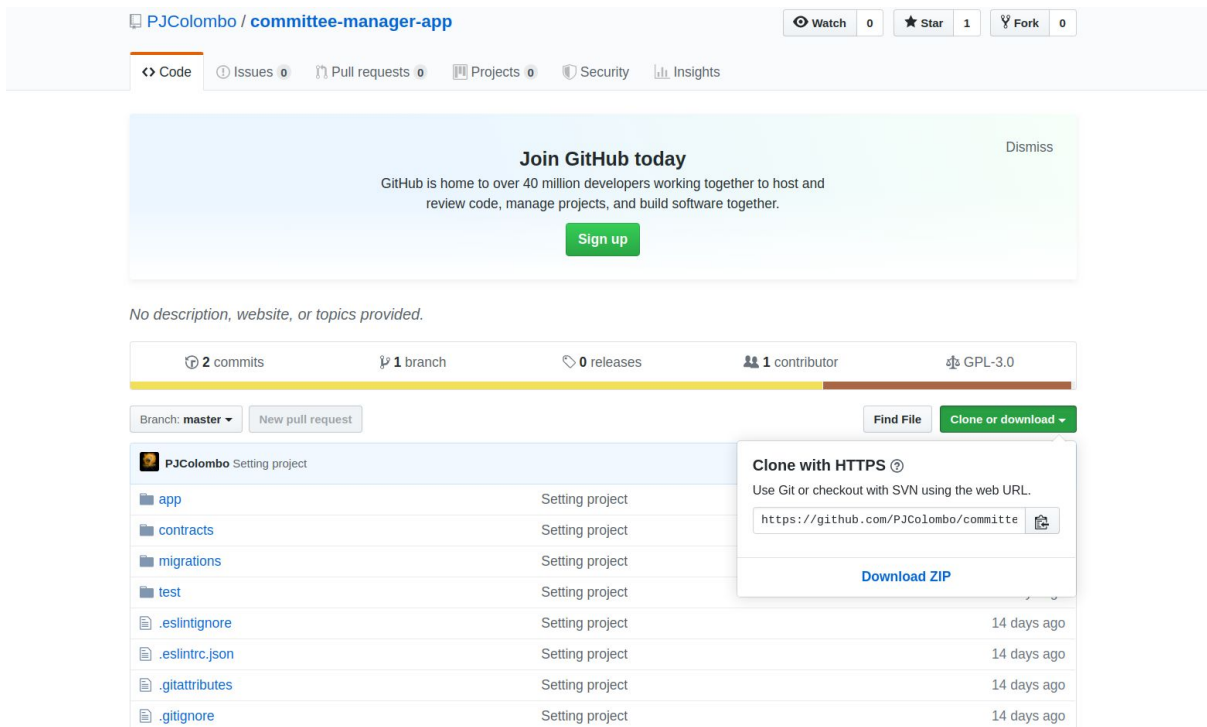 PJColombo / committee-manager-app
Watch 0 Star 1 Fork 0
Code Issues 0 Pull requests 0 Projects 0 Security Insights
Dismiss
Join GitHub today
GitHub is home to over 40 million developers working together to host and
review code, manage projects, and build software together.
Sign up
No description, website, or topics provided.
2 commits 1 branch 0 releases 1 contributor GPL-3.0
Branch: master New pull request Find File Clone or download
PJColombo Setting project
Clone with HTTPS
Use Git or checkout with SVN using the web URL.
https://github.com/PJColombo/committe
Download ZIP
app Setting project
contracts Setting project
migrations Setting project
test Setting project
.eslintignore Setting project 14 days ago
.eslintrc.json Setting project 14 days ago
.gitattributes Setting project 14 days ago
.gitignore Setting project 14 days ago